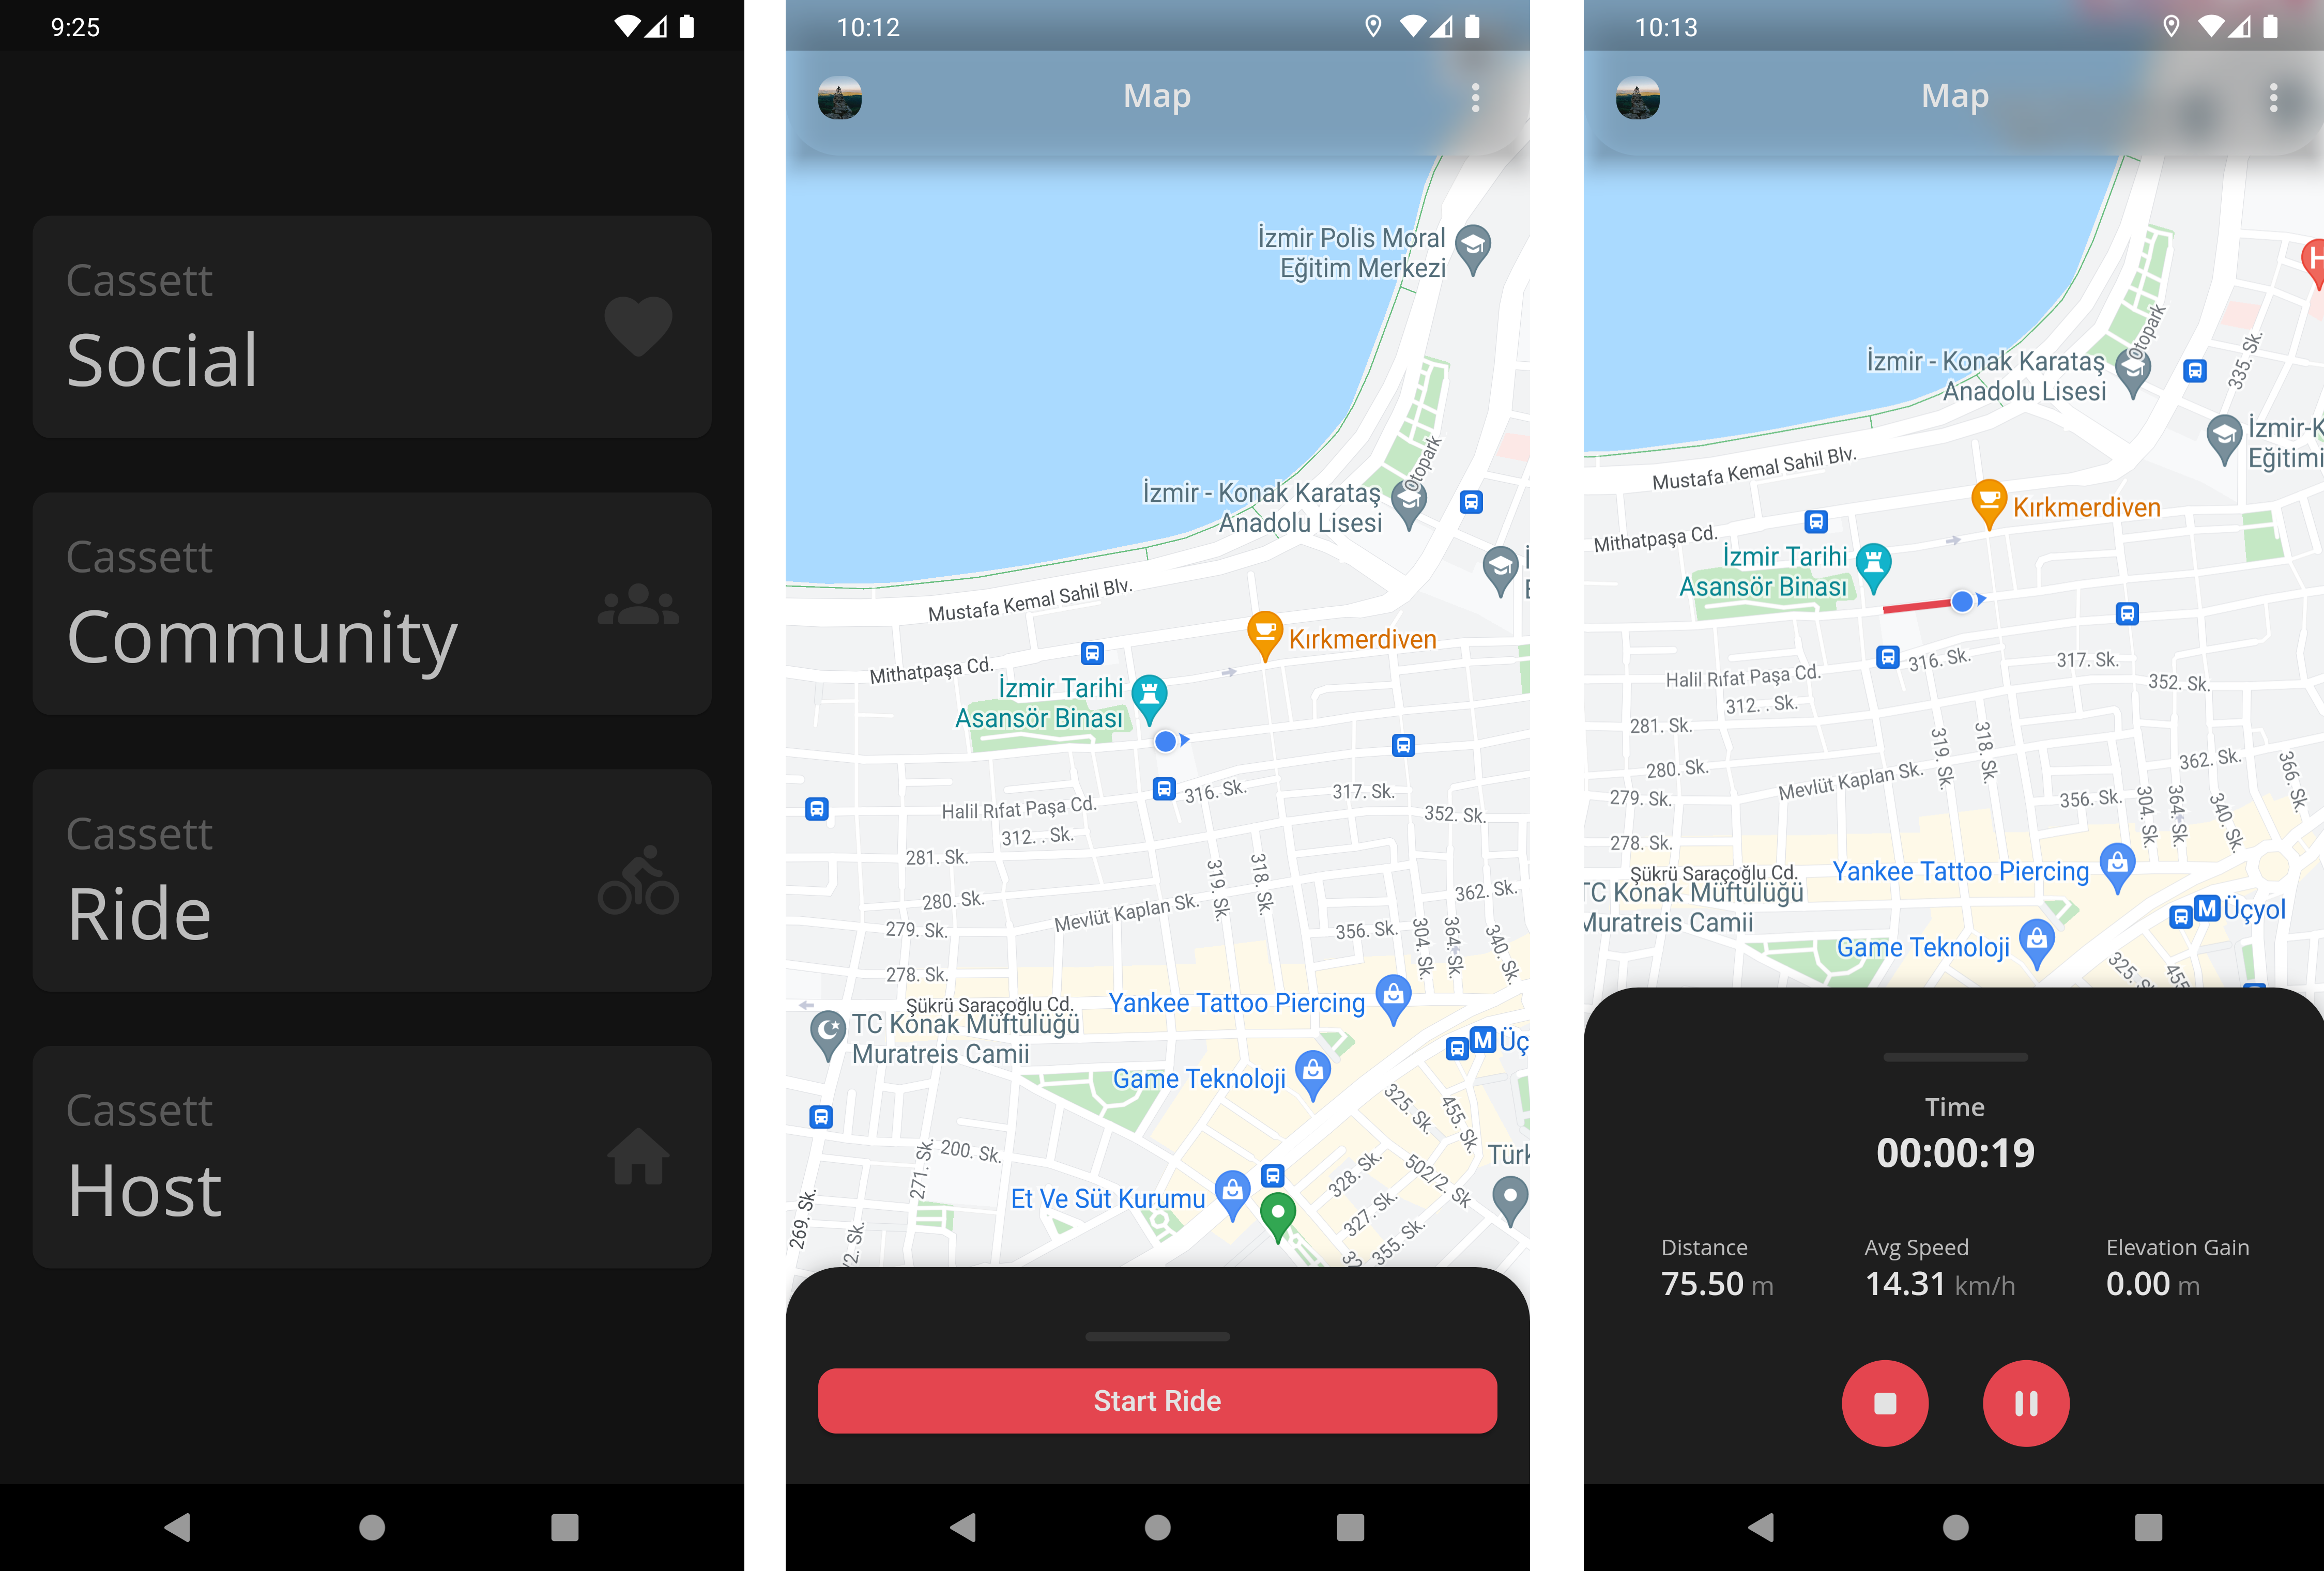 9:25
Cassett
Social
Cassett
Community
Cassett
Ride
Cassett
Host
10:12
Map
İzmir Polis Moral
Eğitim Merkezi
Otopark
İzmir - Konak Karataş
Anadolu Lisesi
Mustafa Kemal Sahil Blv.
Kırkmerdiven
Mithatpaşa Cd.
İzmir Tarihi
Asansör Binası
316. Sk.
317. Sk.
Halil Rıfat Paşa Cd.
352. Sk.
312. . Sk.
281. Sk.
319. Sk.
318. Sk.
362. Sk.
280. Sk.
Mevlüt Kaplan Sk.
279. Sk.
356. Sk.
304. Sk.
364. Sk.
340. Sk.
278. Sk.
Şükrü Saraçoğlu Cd.
Yankee Tattoo Piercing
TC Konak Müftülüğü
Muratreis Camii
M Üç
Game Teknoloji
325. Sk.
455. Sk.
200. Sk.
271. Sk.
Türk
328. Sk.
502/2. Sk
Et Ve Süt Kurumu
327. Sk.
269. Sk.
/2. Sk.
355. Sk.
33
Start Ride
10:13
Map
H
Otopark
335. Sk.
İzmir - Konak Karataş
Anadolu Lisesi
İzmir-K
Eğitimi
Mustafa Kemal Sahil Blv.
Kırkmerdiven
Mithatpaşa Cd.
İzmir Tarihi
Asansör Binası
316. Sk.
317. Sk.
Halil Rıfat Paşa Cd.
352. Sk.
312. . Sk.
281. Sk.
319. Sk.
318. Sk.
362. Sk.
366. Sk.
280. Sk.
Mevlüt Kaplan Sk.
279. Sk.
356. Sk.
304. Sk.
364. Sk.
340. Sk.
278. Sk.
Şükrü Saraçoğlu Cd.
Yankee Tattoo Piercing
TC Konak Müftülüğü
Muratreis Camii
M Üçyol
Game Teknoloji
325. Sk
455
Time
00:00:19
Distance
75.50 m
Avg Speed
14.31 km/h
Elevation Gain
0.00 m